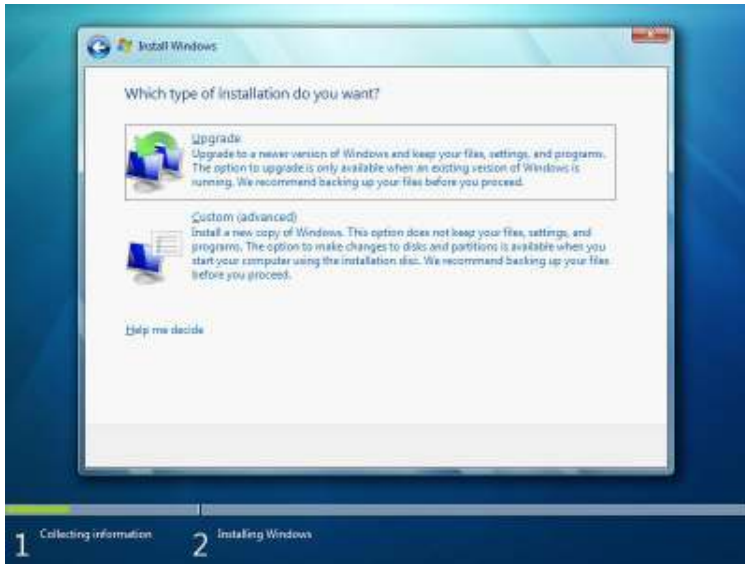 Install Windows
Which type of installation do you want?
Upgrade
Upgrade to a newer version of Windows and keep your files, settings, and programs.
The option to upgrade is only available when an existing version of Windows is
running. We recommend backing up your files before you proceed.
Custom (advanced)
Install a new copy of Windows. This option does not keep your files, settings, and
programs. The option to make changes to disks and partitions is available when you
start your computer using the installation disc. We recommend backing up your files
before you proceed.
Help me decide
1 Collecting information
2 Installing Windows